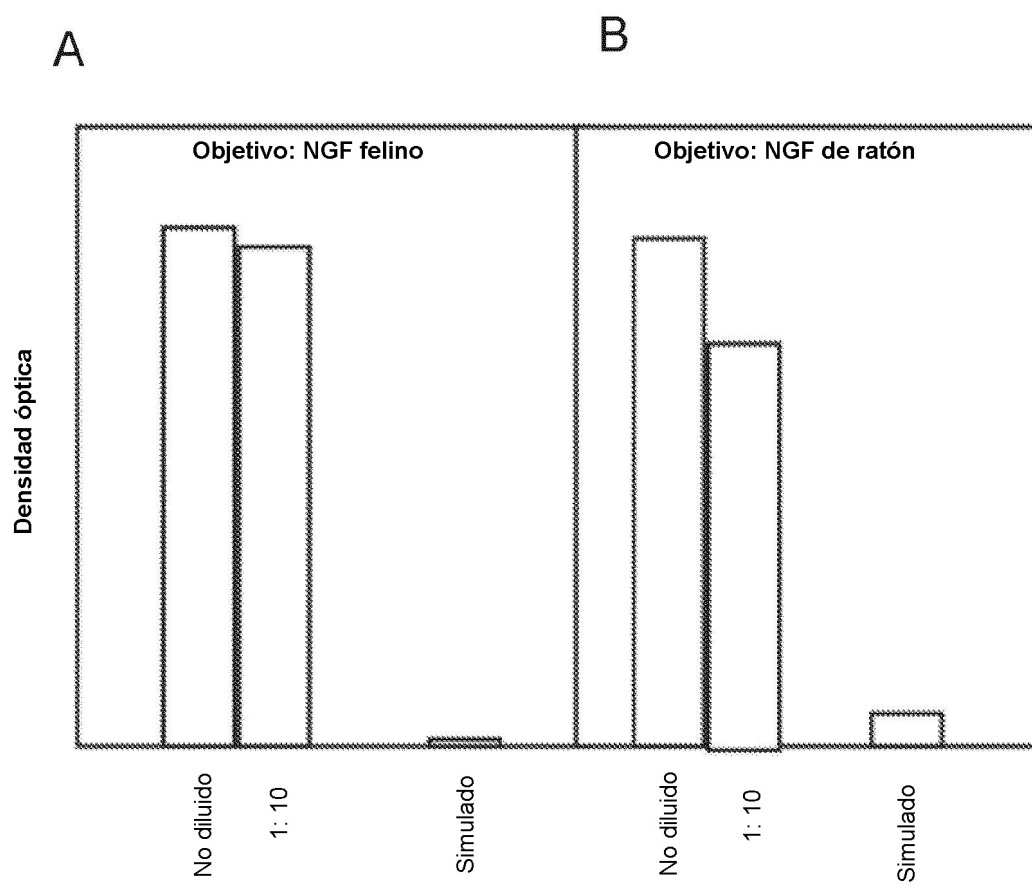 A
B
Objetivo: NGF felino
Objetivo: NGF de ratón
Densidad óptica
No diluido
1: 10
Simulado
No diluido
1: 10
Simulado